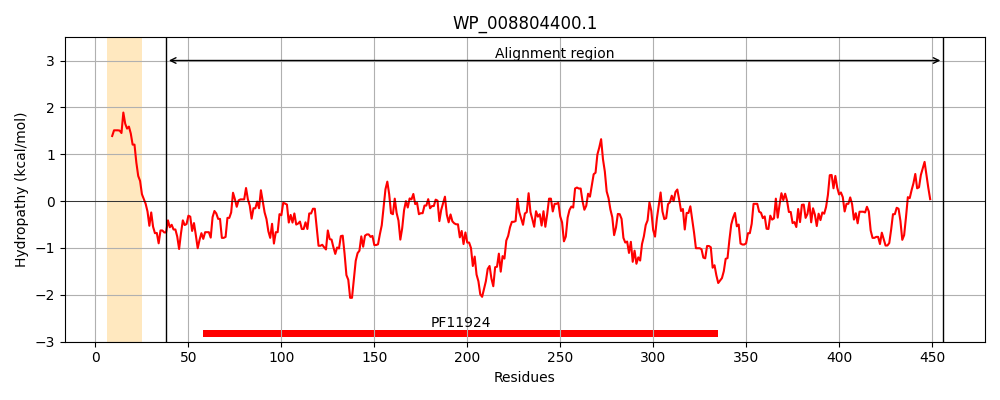 WP_008804400.1
Hydropathy (kcal/mol)
3
2
1
0
−1
−2
−3
Alignment region
PF11924
0 50 100 150 200 250 300 350 400 450
Residues